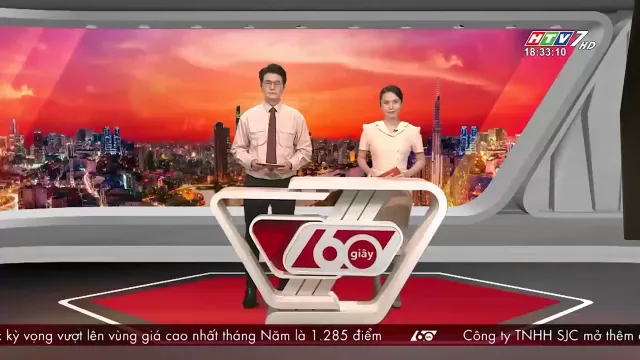 HTV7 HD
18:33:10
60 giây
kỳ vọng vượt lên vùng giá cao nhất tháng Năm là 1.285 điểm
60
Công ty TNHH SJC mở thêm